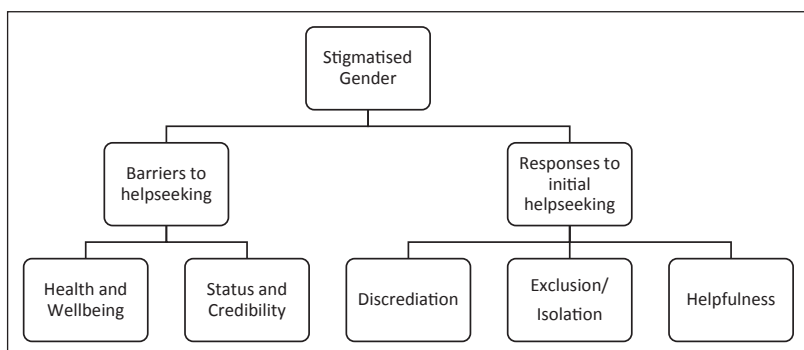 Stigmatised
Gender
Barriers to
helpseeking
Responses to
initial
helpseeking
Health and
Wellbeing
Status and
Credibility
Discrediation
Exclusion/
Isolation
Helpfulness